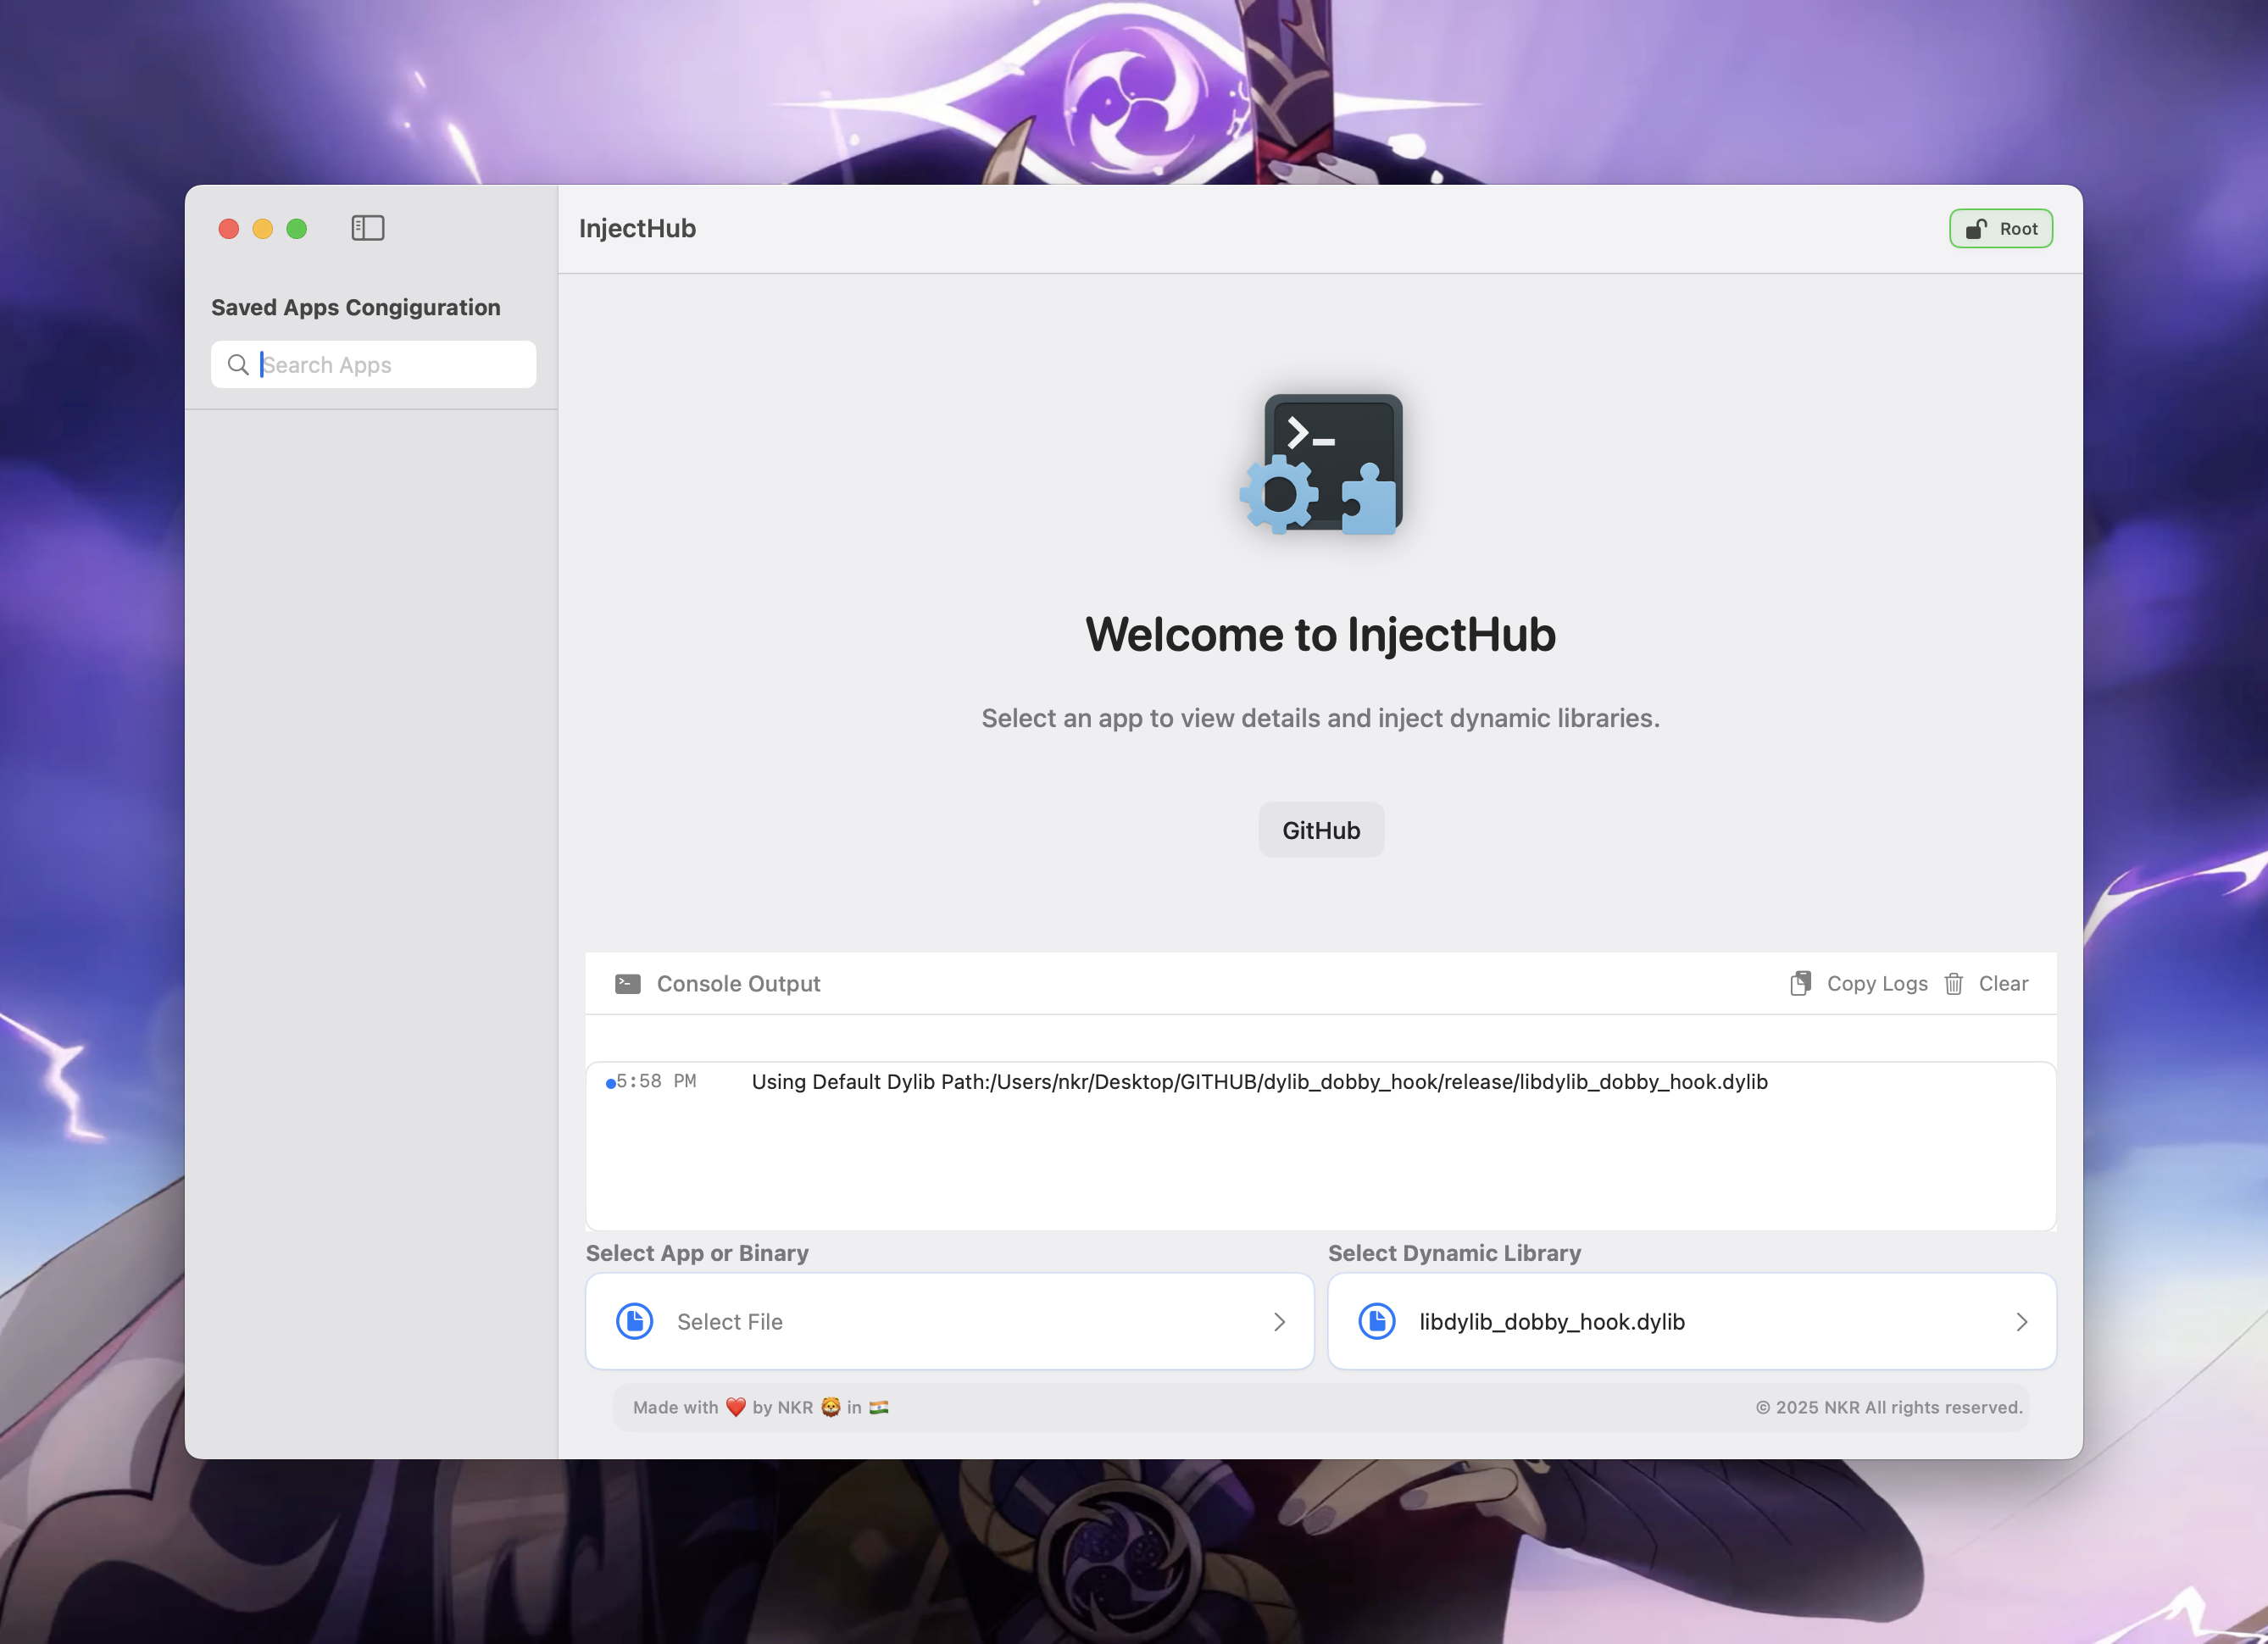 InjectHub
Root
Saved Apps Congiguration
Search Apps
>_
Welcome to InjectHub
Select an app to view details and inject dynamic libraries.
GitHub
Console Output
Copy Logs
Clear
5:58 PM Using Default Dylib Path:/Users/nkr/Desktop/GITHUB/dylib_dobby_hook/release/libdylib_dobby_hook.dylib
Select App or Binary
Select Dynamic Library
Select File
libdylib_dobby_hook.dylib
Made with ❤️ by NKR 🦁 in 🇮🇳
© 2025 NKR All rights reserved.